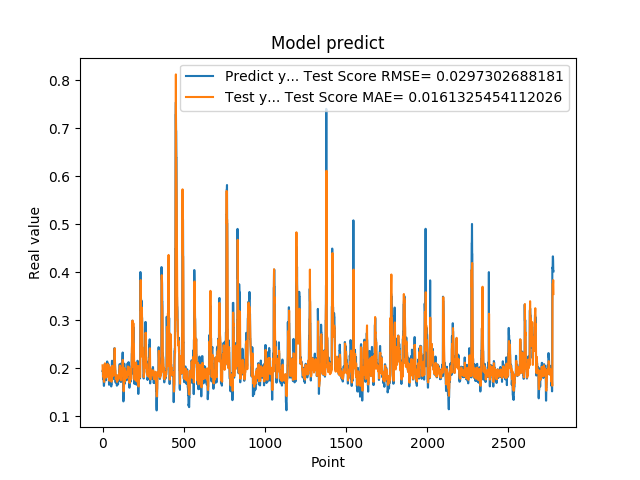 Model predict
Predict y... Test Score RMSE= 0.0297302688181
Test y... Test Score MAE= 0.0161325454112026
0.8
0.7
0.6
0.5
0.4
0.3
0.2
0.1
Real value
0 500 1000 1500 2000 2500
Point